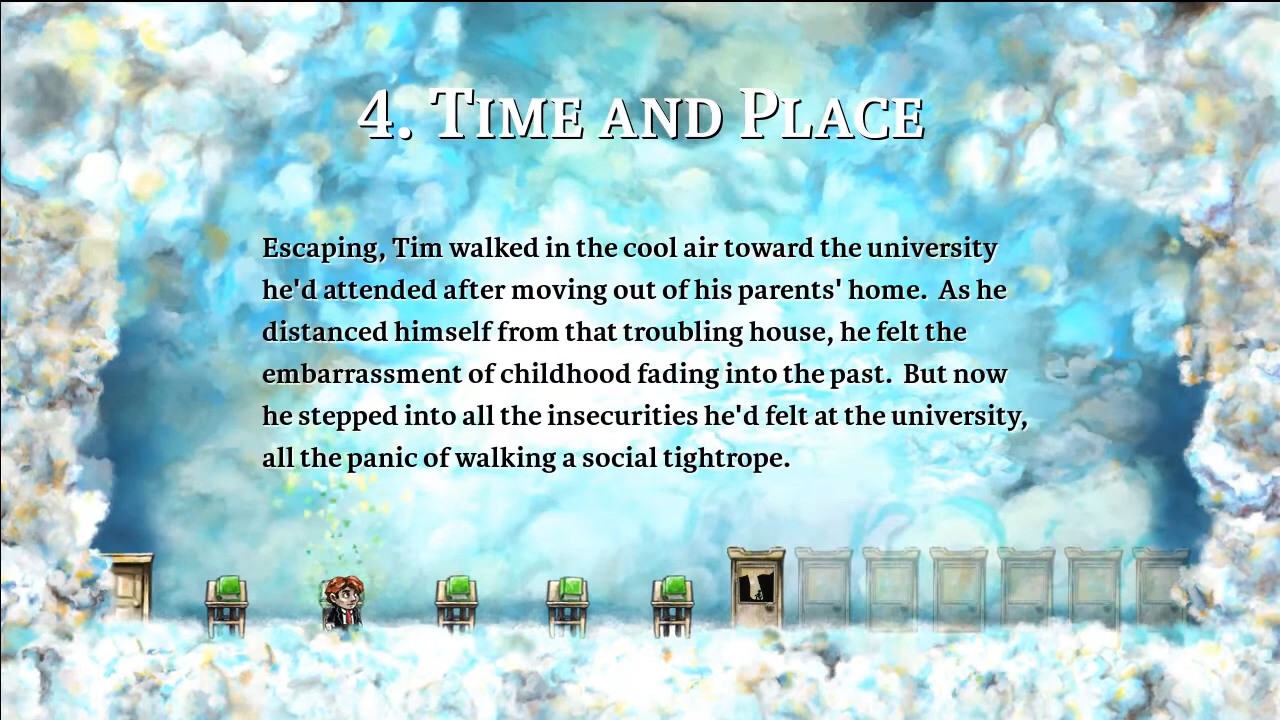 4. Time and Place
Escaping, Tim walked in the cool air toward the university
he'd attended after moving out of his parents' home.  As he
distanced himself from that troubling house, he felt the
embarrassment of childhood fading into the past.  But now
he stepped into all the insecurities he'd felt at the university,
all the panic of walking a social tightrope.